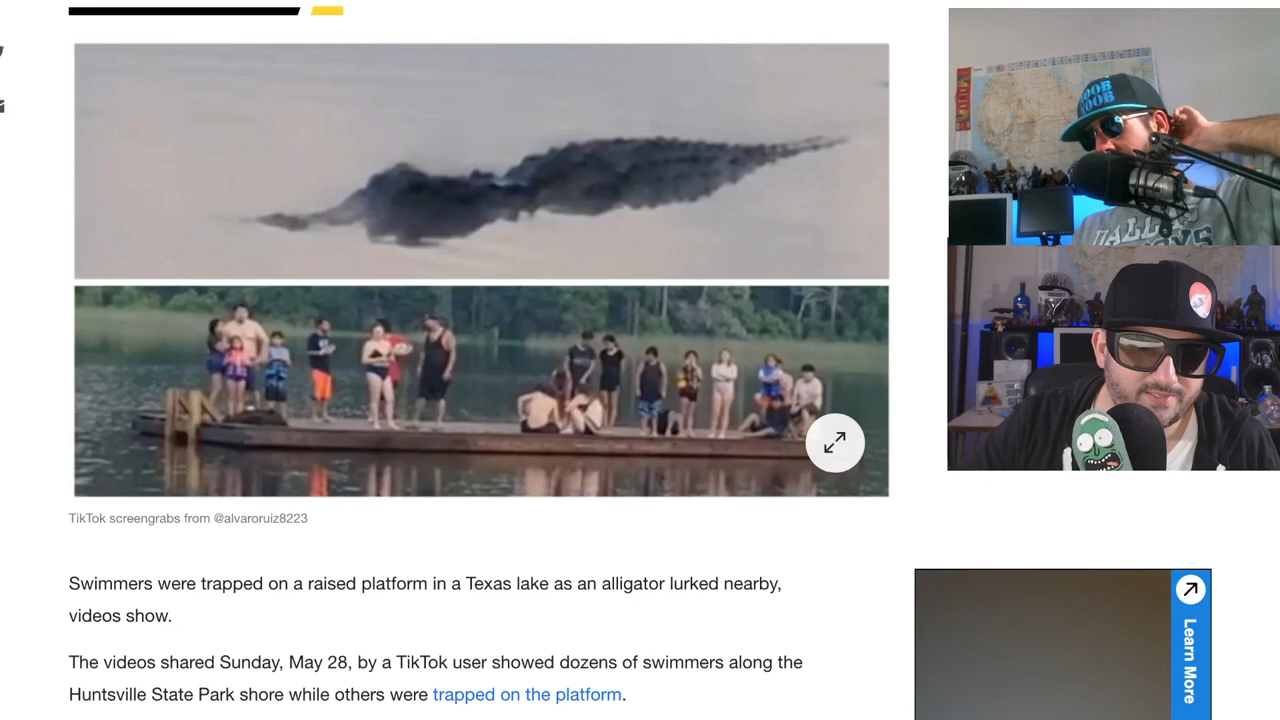 TikTok screengrabs from @alvaroruiz8223
Swimmers were trapped on a raised platform in a Texas lake as an alligator lurked nearby,
videos show.
The videos shared Sunday, May 28, by a TikTok user showed dozens of swimmers along the
Huntsville State Park shore while others were trapped on the platform.
Learn More